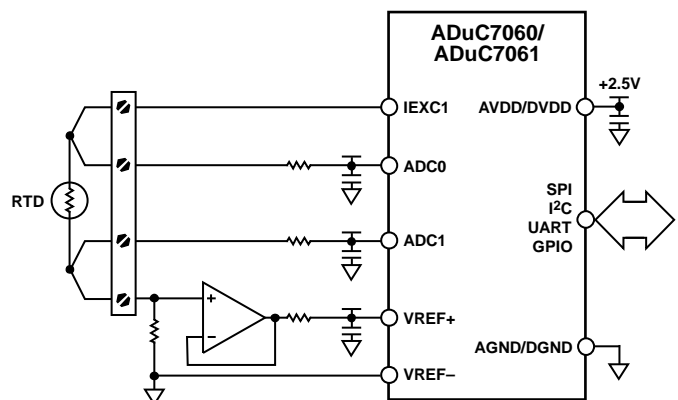 ADuC7060/
ADuC7061
+2.5V
IEXC1
AVDD/DVDD
ADC0
SPI
I2C
UART
GPIO
RTD
ADC1
+
−
VREF+
AGND/DGND
VREF–